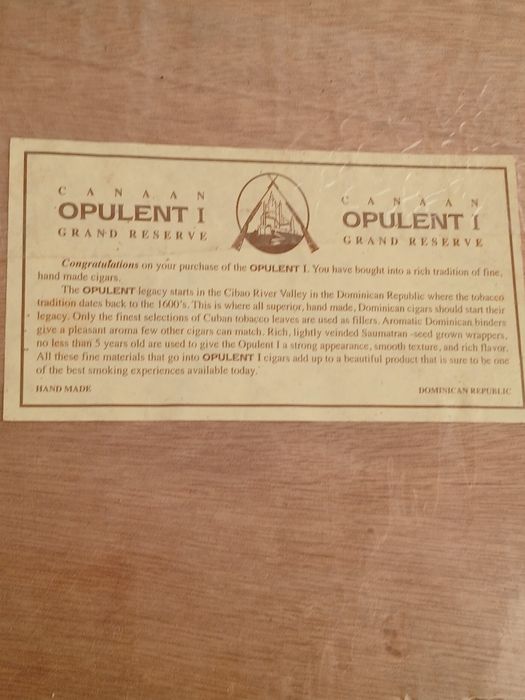 CANAAN
OPULENT I
GRAND RESERVE
CANAAN
OPULENT I
GRAND RESERVE
Congratulations on your purchase of the OPULENT I. You have bought into a rich tradition of fine,
hand made cigars.
The OPULENT legacy starts in the Cibao River Valley in the Dominican Republic where the tobacco
tradition dates back to the 1600's. This is where all superior, hand made, Dominican cigars should start their
legacy. Only the finest selections of Cuban tobacco leaves are used as fillers. Aromatic Dominican binders
give a pleasant aroma few other cigars can match. Rich, lightly veinded Saumatran -seed grown wrappers,
no less than 5 years old are used to give the Opulent I a strong appearance, smooth texture, and rich flavor.
All these fine materials that go into OPULENT I cigars add up to a beautiful product that is sure to be one
of the best smoking experiences available today.
HAND MADE
DOMINICAN REPUBLIC